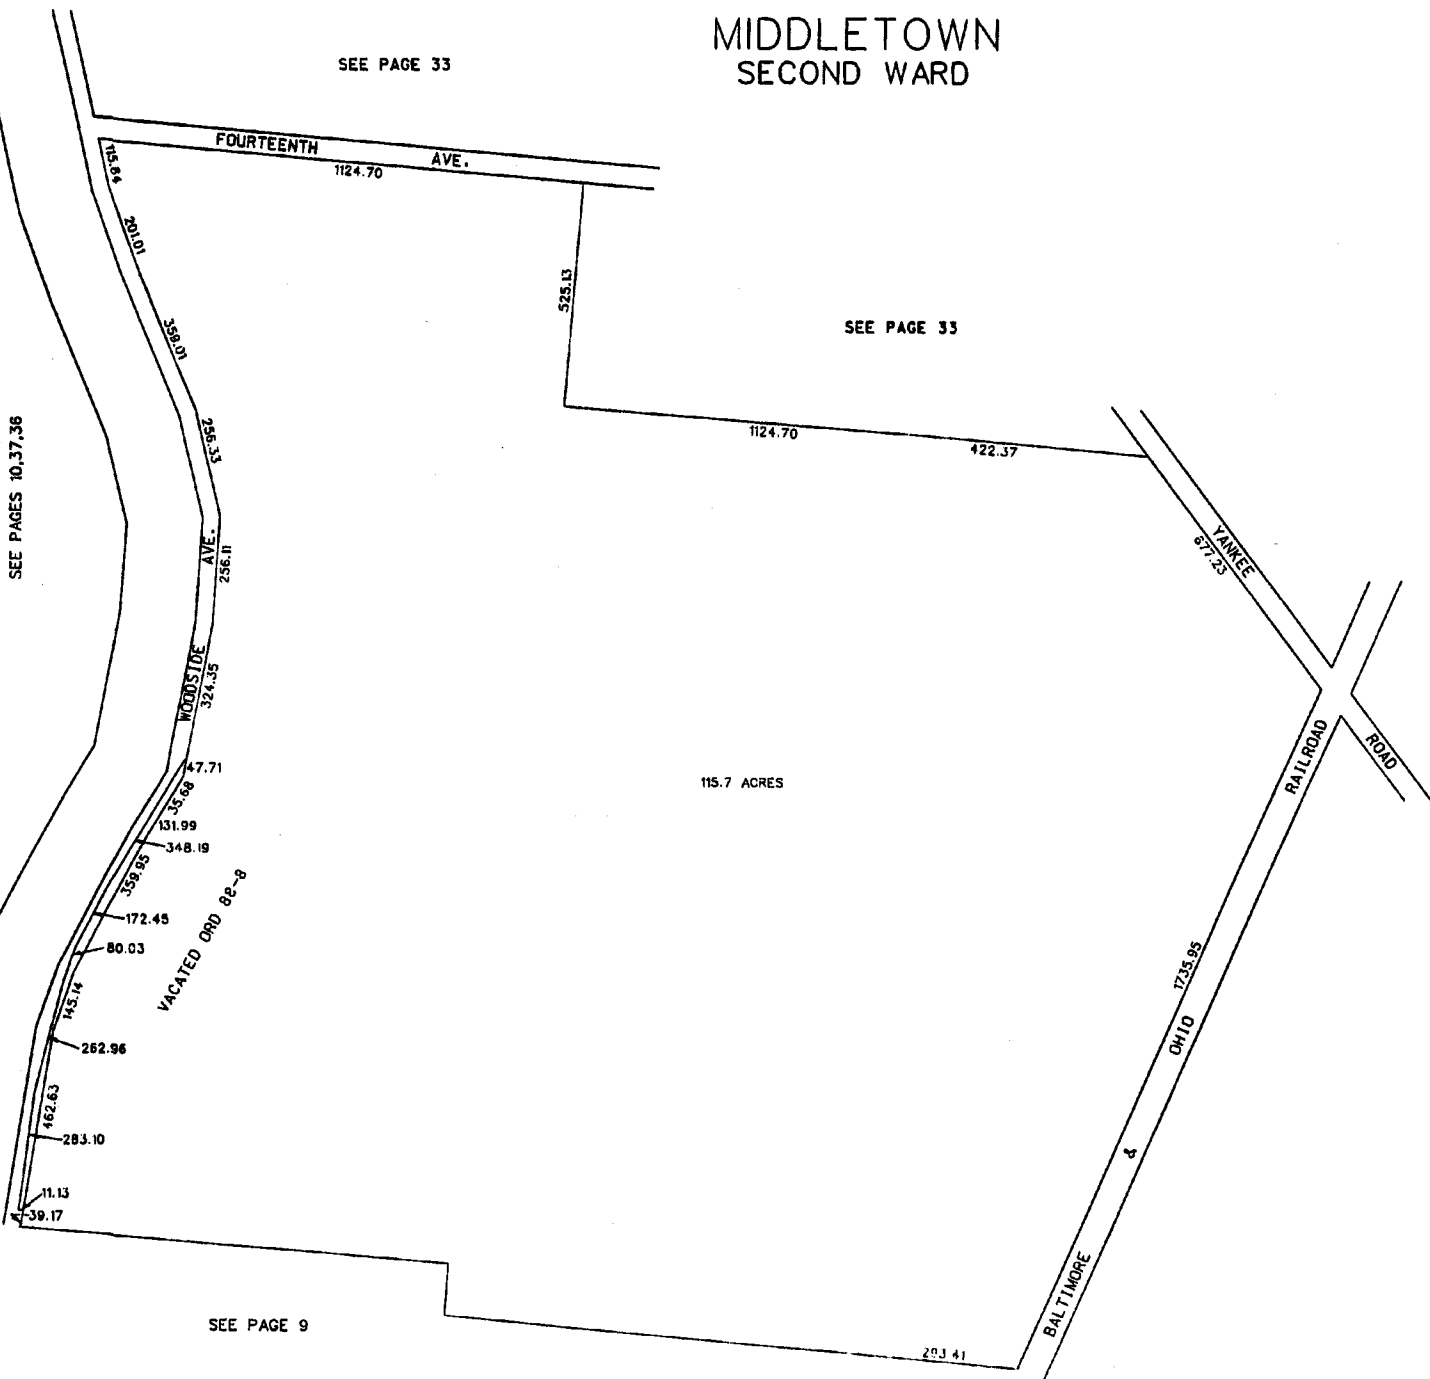 MIDDLETOWN
SECOND WARD
SEE PAGE 33
FOURTEENTH AVE.
1124.70
115.84
201.01
525.13
SEE PAGE 33
359.01
256.33
1124.70
422.37
SEE PAGES 10,37,36
YANKEE ROAD
677.23
WOODSIDE AVE.
256.11
324.35
47.71
35.68
115.7 ACRES
131.99
348.19
359.95
172.45
80.03
VACATED ORD 88-8
145.14
262.96
1735.95
BALTIMORE & OHIO RAILROAD
462.63
283.10
11.13
39.17
SEE PAGE 9